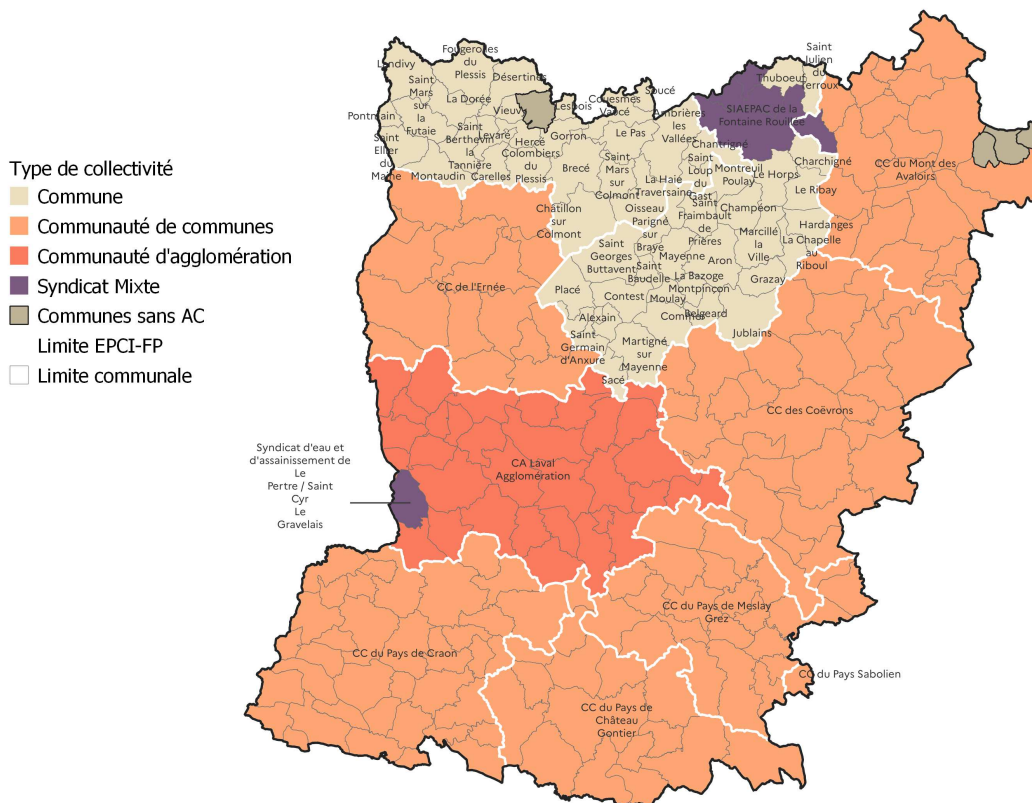 Type de collectivité
Commune
Communauté de communes
Communauté d'agglomération
Syndicat Mixte
Communes sans AC
Limite EPCI-FP
Limite communale
Fougerolles
du
Plessis
Landivy
Désertines
Saint
Mars
sur
la
Futaie
La Dorée
Vieuvy
Pontmain
Saint
Ellier
du
Maine
Saint
Berthevin
la
Tannière
Levaré
Hercé
Colombiers
du
Plessis
Montaudin
Carelles
Lesbois
Gorron
Couesmes
Vaucé
Soucé
Le Pas
Brecé
Saint
Mars
sur
Colmont
Ambrières
les
Vallées
La Haie
Traversaine
Oisseau
Châtillon
sur
Colmont
Parigné
sur
Braye
Saint
Julien
du
Terroux
Thuboeuf
SIAEPAC de la
Fontaine Rouillée
Chantrigné
Saint
Loup
du
Gast
Montreuil
Poulay
Le Horps
Charchigné
Le Ribay
Champéon
Hardanges
Saint
Fraimbault
de
Prières
Marcillé
la
Ville
La Chapelle
au
Riboul
Saint
Georges
Buttavent
Mayenne
Aron
Saint
Baudelle
La Bazoge
Montpinçon
Grazay
Placé
Contest
Moulay
Commer
Belgeard
Jublains
Alexain
Saint
Germain
d'Anxure
Martigné
sur
Mayenne
Sacé
CC du Mont des
Avaloirs
CC de l'Ernée
CC des Coëvrons
CA Laval
Agglomération
Syndicat d'eau et
d'assainissement de
Le
Pertre / Saint
Cyr
Le
Gravelais
CC du Pays de Meslay
Grez
CC du Pays de Craon
CC du Pays Sabolien
CC du Pays de
Château
Gontier